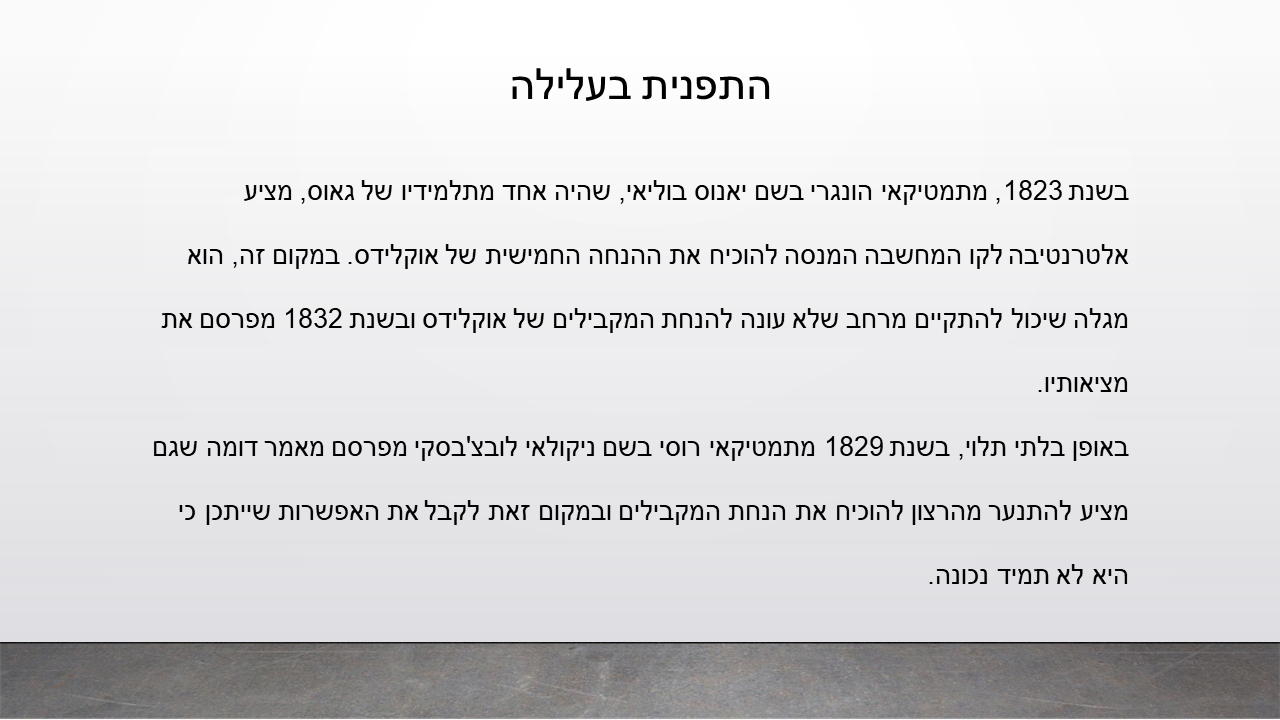 התפנית בעלילה
בשנת 1823, מתמטיקאי הונגרי בשם יאנוס בוליאי, שהיה אחד מתלמידיו של גאוס, מציע
אלטרנטיבה לקו המחשבה המנסה להוכיח את ההנחה החמישית של אוקלידס. במקום זה, הוא
מגלה שיכול להתקיים מרחב שלא עונה להנחת המקבילים של אוקלידס ובשנת 1832 מפרסם את
מציאותיו.
באופן בלתי תלוי, בשנת 1829 מתמטיקאי רוסי בשם ניקולאי לובצ'בסקי מפרסם מאמר דומה שגם
מציע להתנער מהרצון להוכיח את הנחת המקבילים ובמקום זאת לקבל את האפשרות שייתכן כי
היא לא תמיד נכונה.